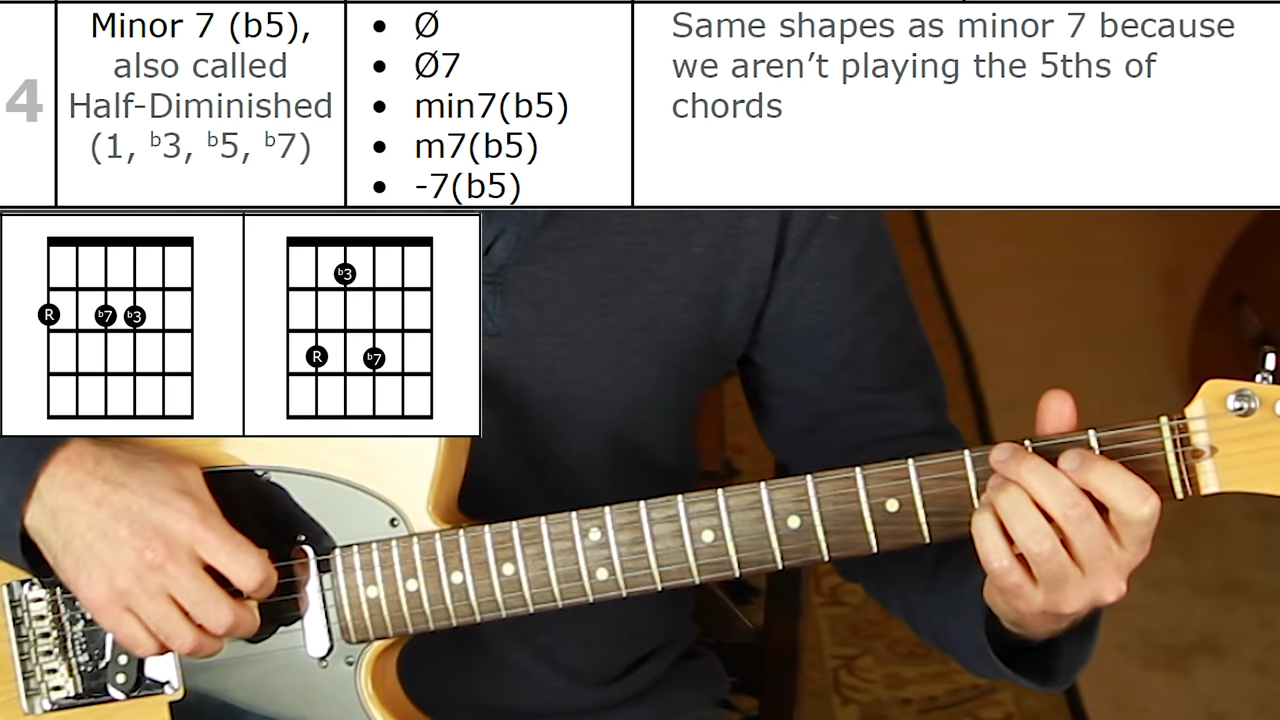 4
Minor 7 (b5),
also called
Half-Diminished
(1, ᵇ3, ᵇ5, ᵇ7)
• Ø
• Ø7
• min7(b5)
• m7(b5)
• -7(b5)
Same shapes as minor 7 because
we aren’t playing the 5ths of
chords
R ᵇ7 ᵇ3
ᵇ3
R ᵇ7